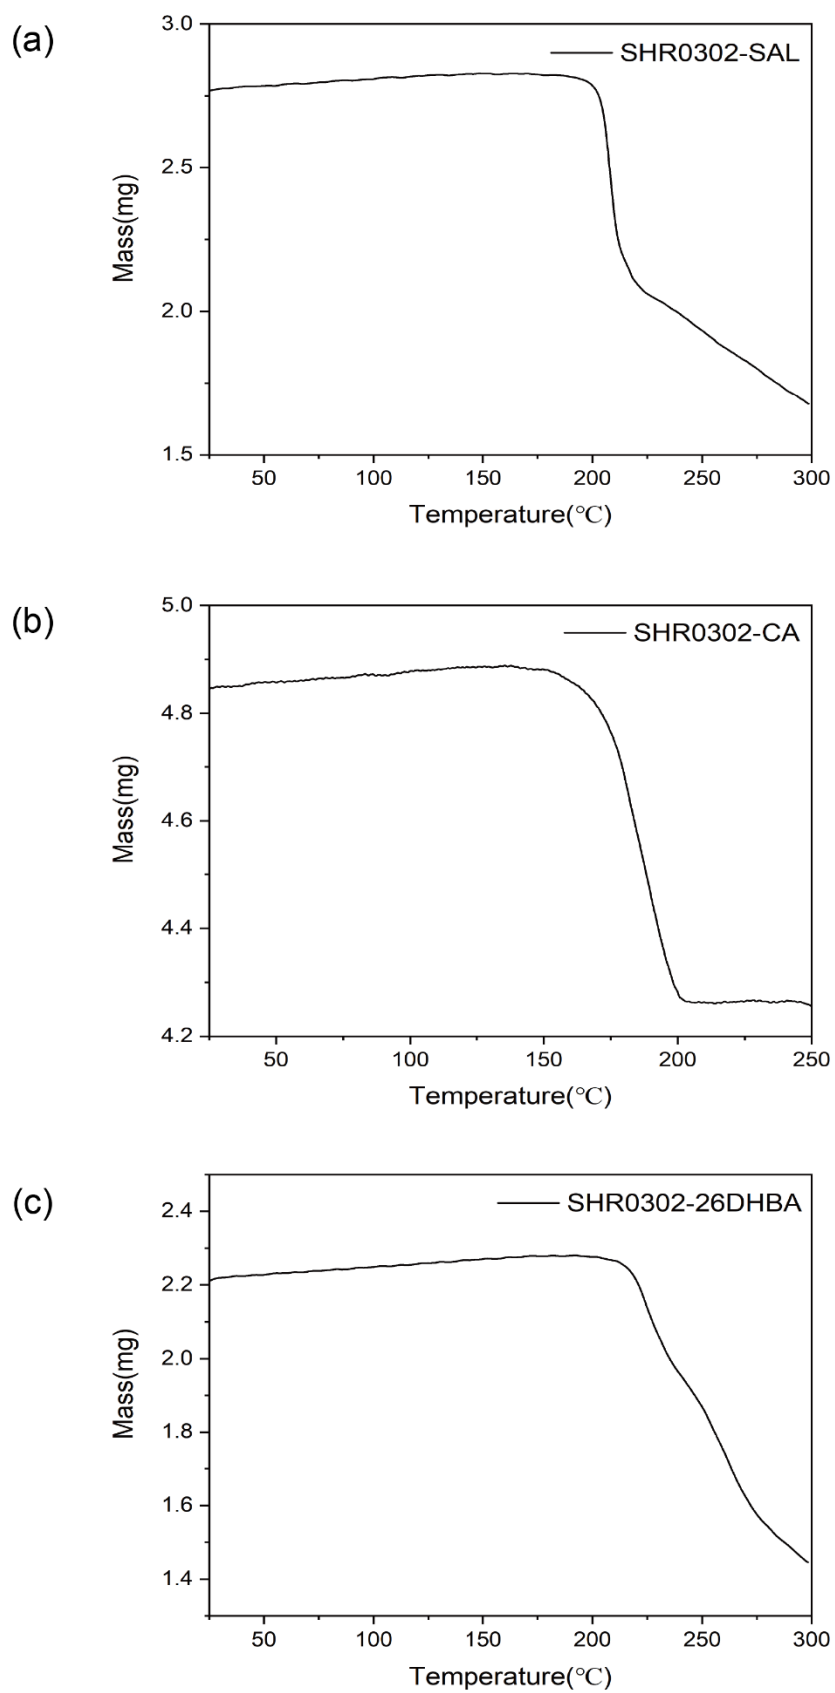 (a)
SHR0302-SAL
3.0
2.5
2.0
1.5
Mass(mg)
50 100 150 200 250 300
Temperature(℃)
(b)
SHR0302-CA
5.0
4.8
4.6
4.4
4.2
Mass(mg)
50 100 150 200 250
Temperature(℃)
(c)
SHR0302-26DHBA
2.4
2.2
2.0
1.8
1.6
1.4
Mass(mg)
50 100 150 200 250 300
Temperature(℃)